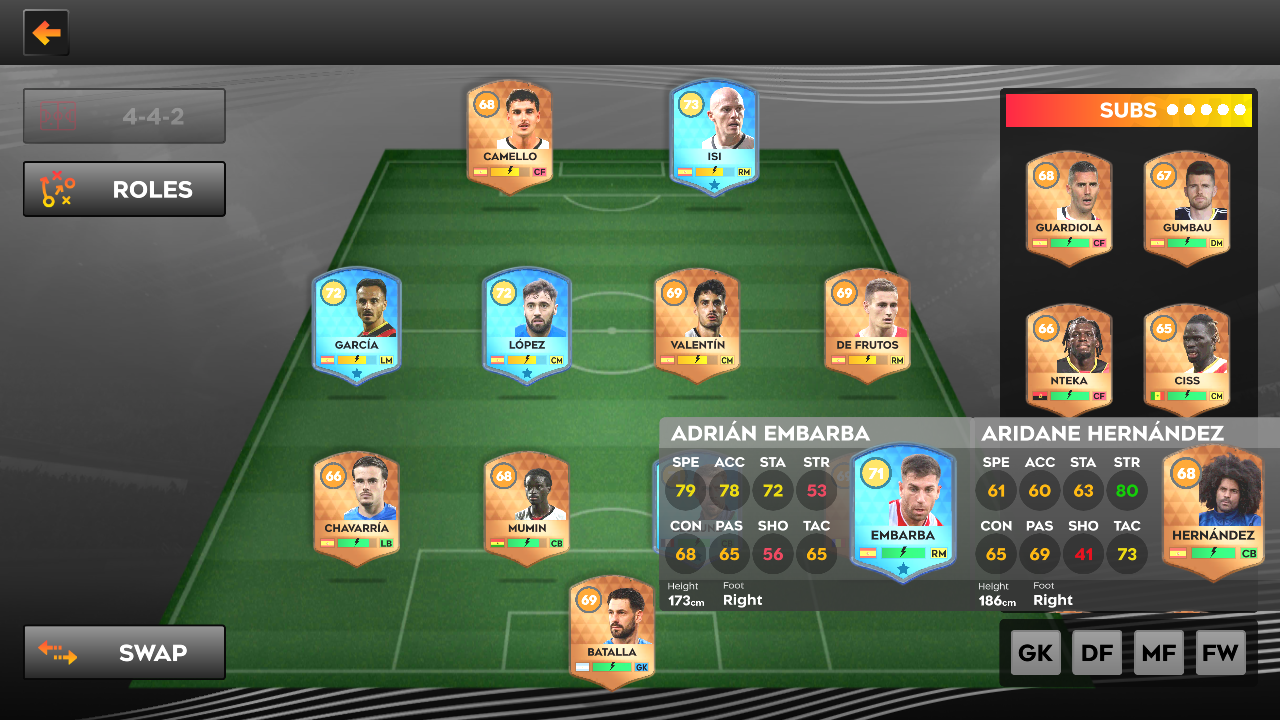 4-4-2
ROLES
SUBS
68
CAMELLO
CF
73
ISI
RM
68
GUARDIOLA
CF
67
GUMBAU
DM
72
GARCÍA
LM
72
LÓPEZ
CM
69
VALENTÍN
CM
69
DE FRUTOS
RM
66
NTEKA
CF
65
CISS
CM
66
CHAVARRÍA
LB
68
MUMIN
CB
69
BATALLA
GK
ADRIÁN EMBARBA
SPE ACC STA STR
79 78 72 53
CON PAS SHO TAC
68 65 56 65
Height Foot
173cm Right
71
EMBARBA
RM
ARIDANE HERNÁNDEZ
SPE ACC STA STR
61 60 63 80
CON PAS SHO TAC
65 69 41 73
Height Foot
186cm Right
68
HERNÁNDEZ
CB
SWAP
GK DF MF FW